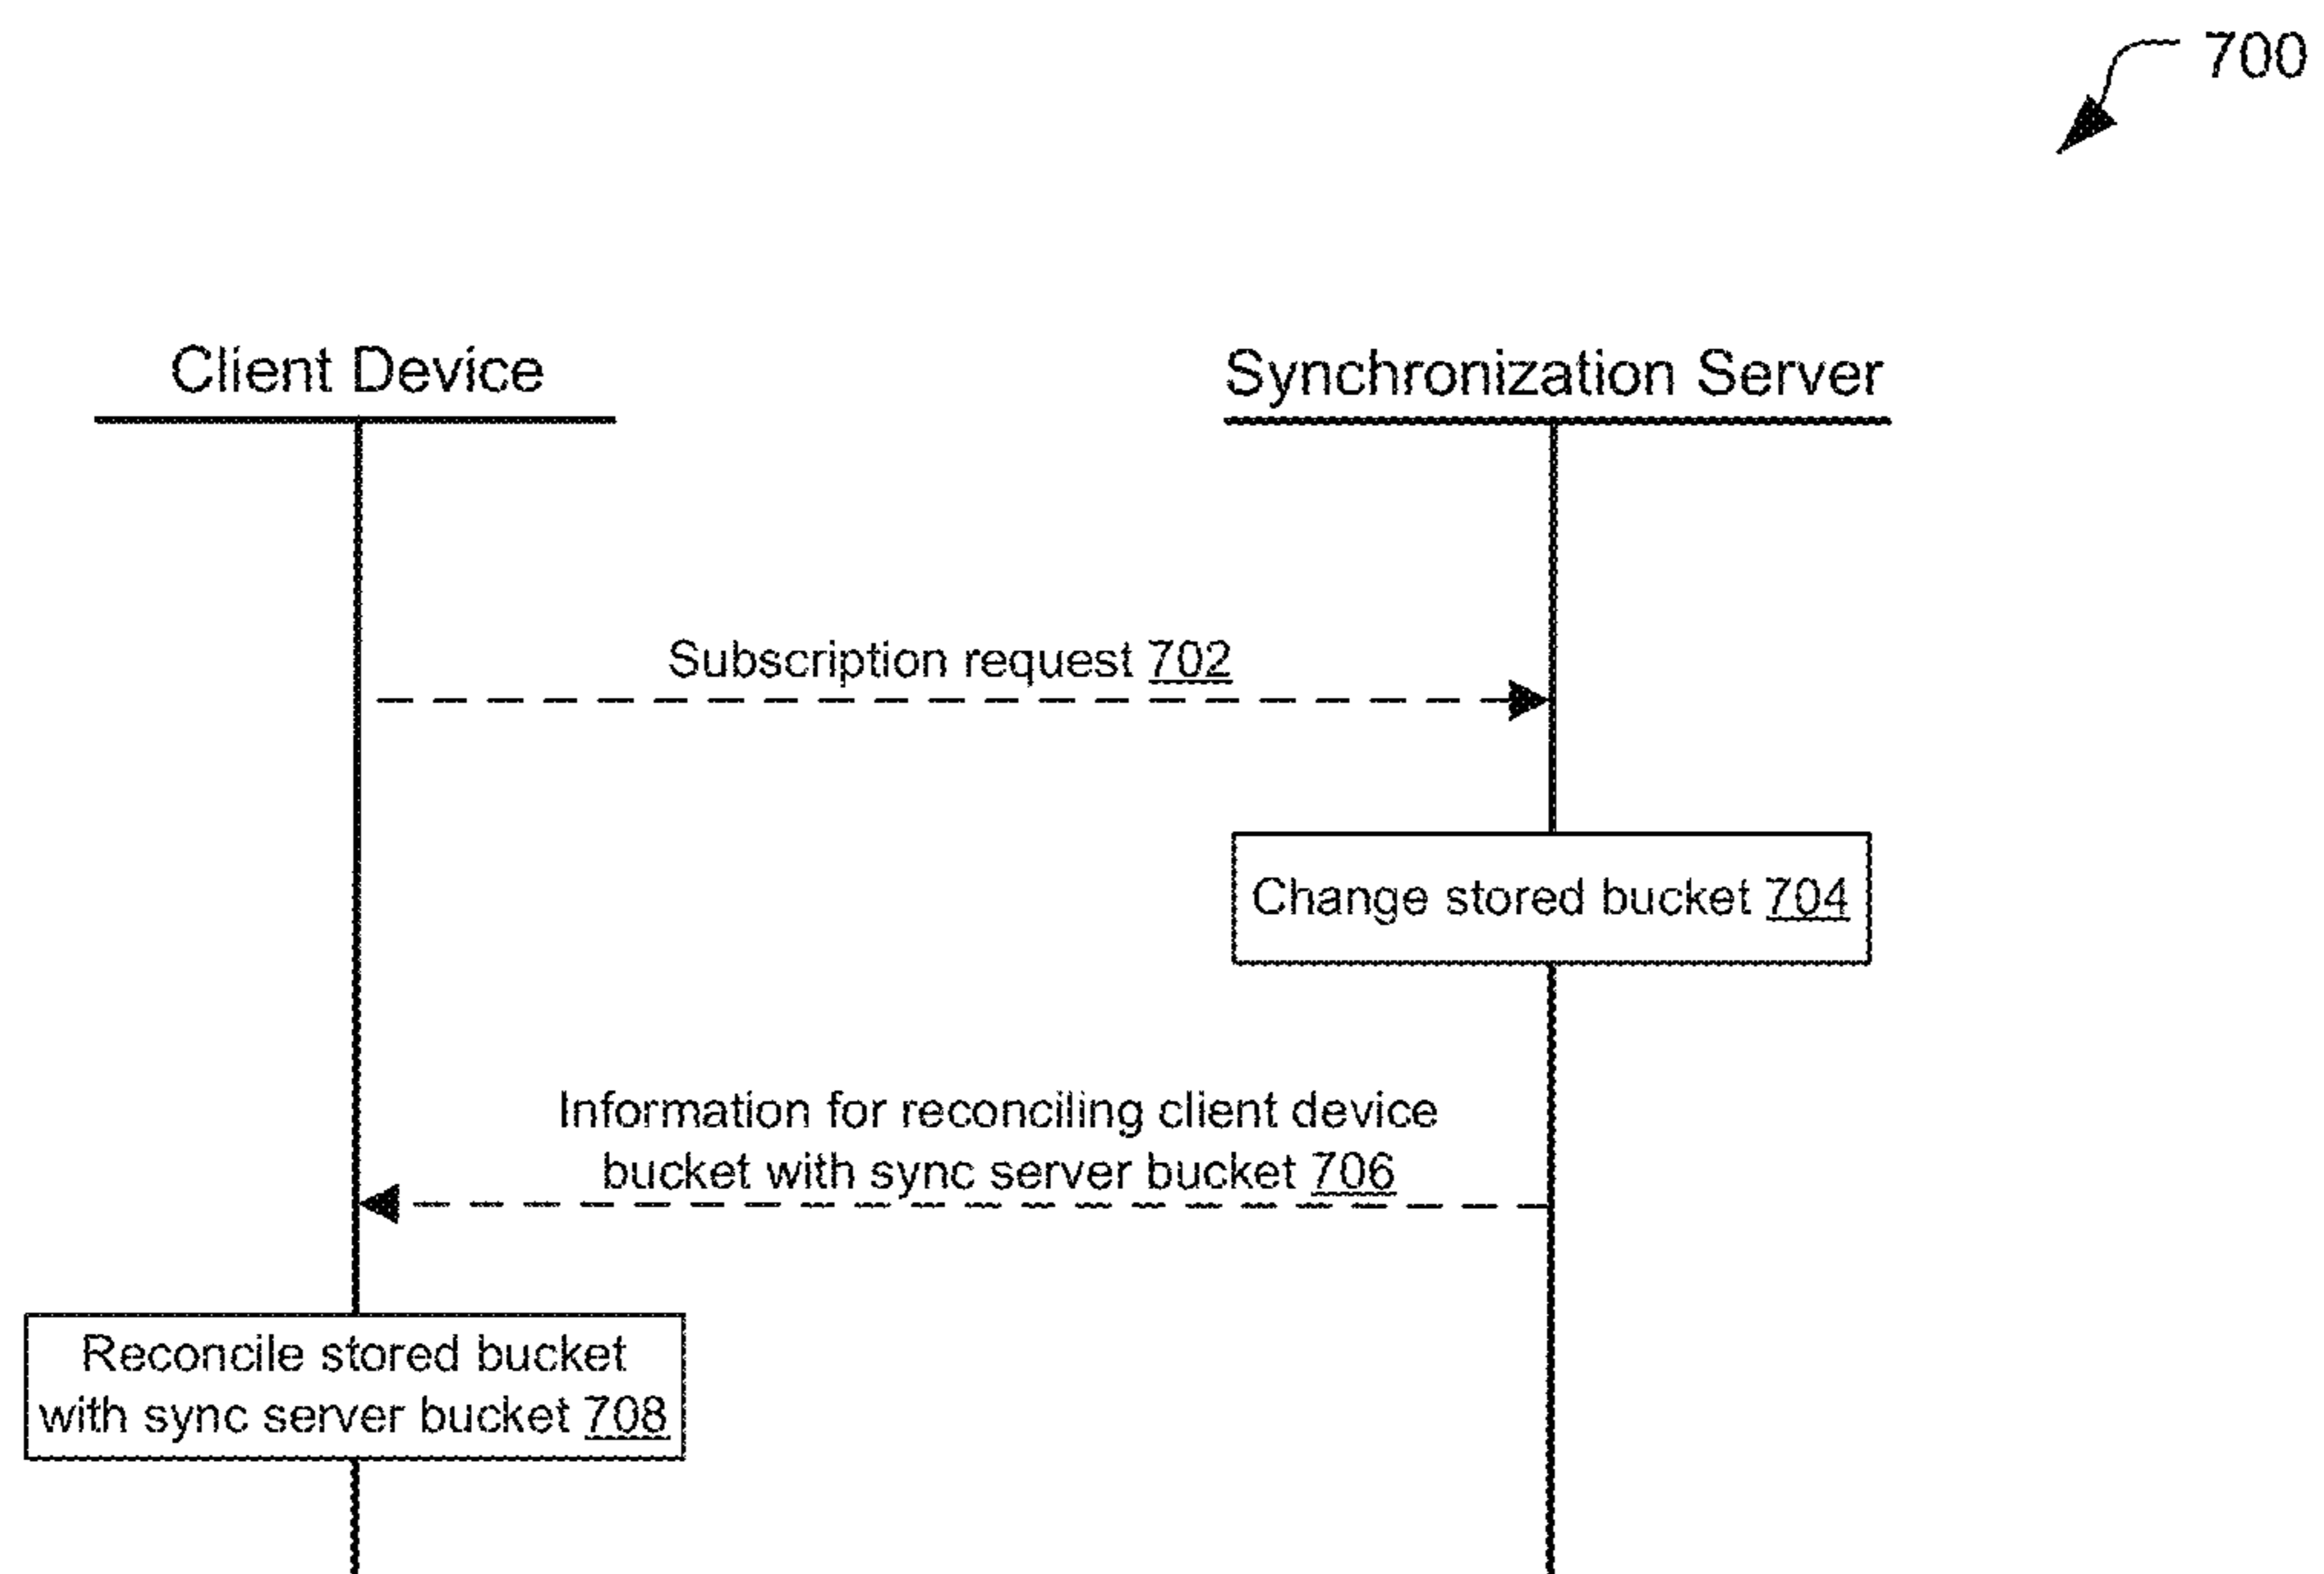 700
Client Device
Synchronization Server
Subscription request 702
Change stored bucket 704
Information for reconciling client device
bucket with sync server bucket 706
Reconcile stored bucket
with sync server bucket 708